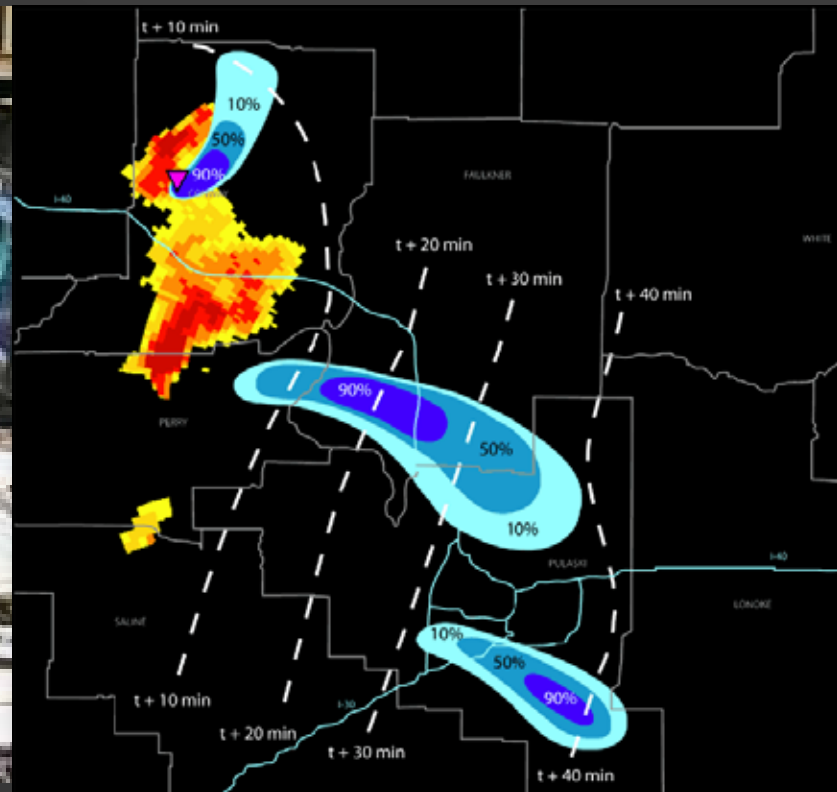 t + 10 min
10%
50%
90%
I-40
FAULKNER
WHITE
t + 20 min
t + 30 min
t + 40 min
90%
PERRY
50%
10%
PULASKI
I-40
LONOKE
SALINE
10%
50%
90%
t + 10 min
I-30
t + 20 min
t + 30 min
t + 40 min